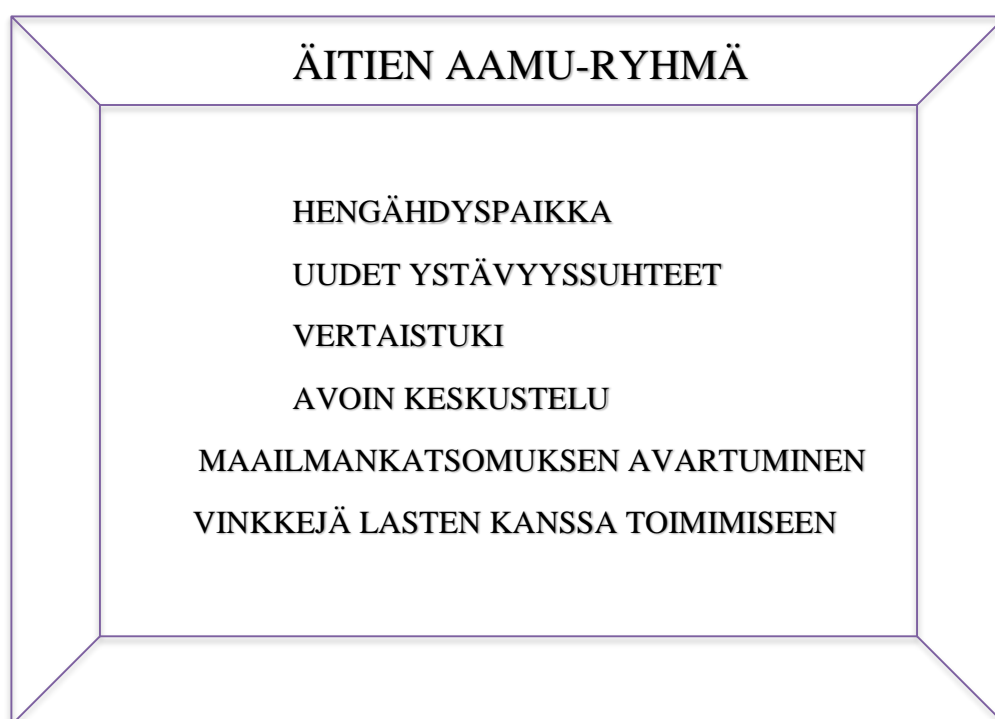 ÄITIEN AAMU-RYHMÄ
HENGÄHDYSPAIKKA
UUDET YSTÄVYYSSUHTEET
VERTAISTUKI
AVOIN KESKUSTELU
MAAILMANKATSOMUKSEN AVARTUMINEN
VINKKEJÄ LASTEN KANSSA TOIMIMISEEN